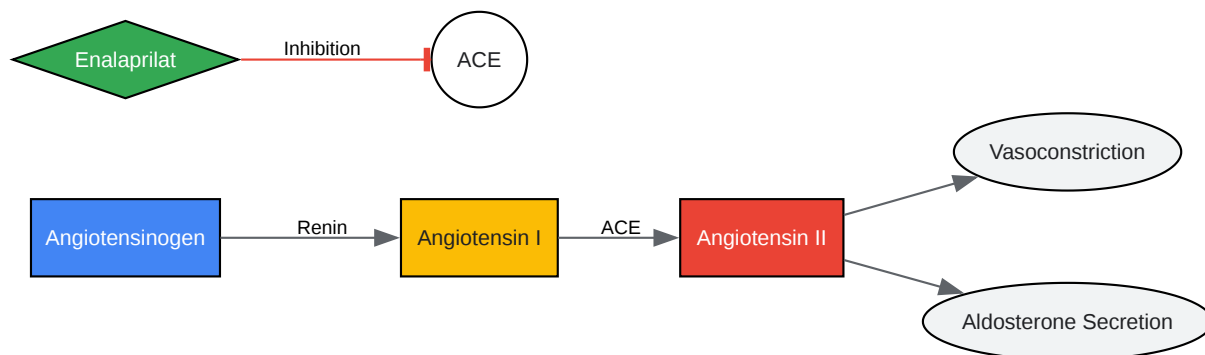 Enalaprilat
Inhibition
ACE
Vasoconstriction
Angiotensinogen
Renin
Angiotensin I
ACE
Angiotensin II
Aldosterone Secretion